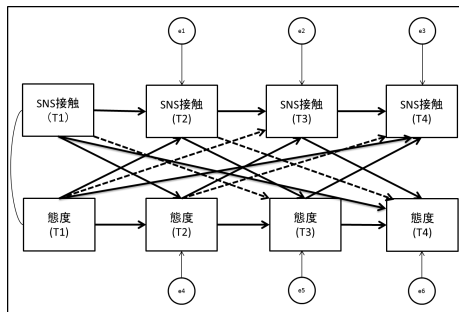 e1
e2
e3
SNS接触
（T1）
SNS接触
(T2)
SNS接触
(T3)
SNS接触
(T4)
態度
(T1)
態度
(T2)
態度
(T3)
態度
(T4)
e4
e5
e6